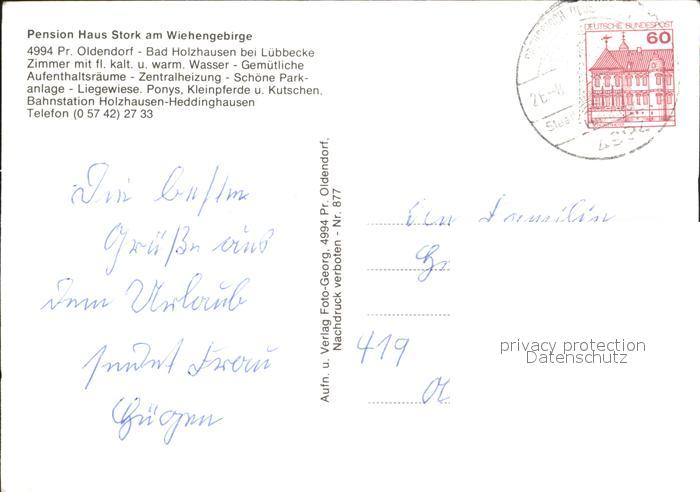 Pension Haus Stork am Wiehengebirge
4994 Pr. Oldendorf - Bad Holzhausen bei Lübbecke
Zimmer mit fl. kalt. u. warm. Wasser - Gemütliche
Aufenthaltsräume - Zentralheizung - Schöne Park-
anlage - Liegewiese. Ponys, Kleinpferde u. Kutschen.
Bahnstation Holzhausen-Heddinghausen
Telefon (0 57 42) 27 33
Die besten
Grüße aus
dem Urlaub
sendet Frau
Aufn. u. Verlag Foto-Georg, 4994 Pr. Oldendorf,
Nachdruck verboten - Nr. 877
DEUTSCHE BUNDESPOST
60
4994
Familie
419
privacy protection
Datenschutz